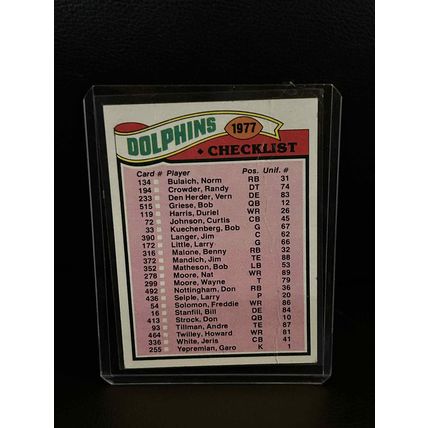 DOLPHINS 1977
CHECKLIST
Card # Player Pos. Unif. #
134 Bulaich, Norm RB 31
194 Crowder, Randy DT 74
233 Den Herder, Vern DE 83
515 Griese, Bob QB 12
119 Harris, Duriel WR 26
72 Johnson, Curtis CB 45
33 Kuechenberg, Bob G 67
390 Langer, Jim C 62
172 Little, Larry G 66
316 Malone, Benny RB 32
372 Mandich, Jim TE 88
352 Matheson, Bob LB 53
278 Moore, Nat WR 89
299 Moore, Wayne T 79
492 Nottingham, Don RB 36
436 Seiple, Larry P 20
54 Solomon, Freddie WR 86
16 Stanfill, Bill DE 84
413 Strock, Don QB 10
93 Tillman, Andre TE 87
464 Twilley, Howard WR 81
336 White, Jeris CB 41
255 Yepremian, Garo K 1